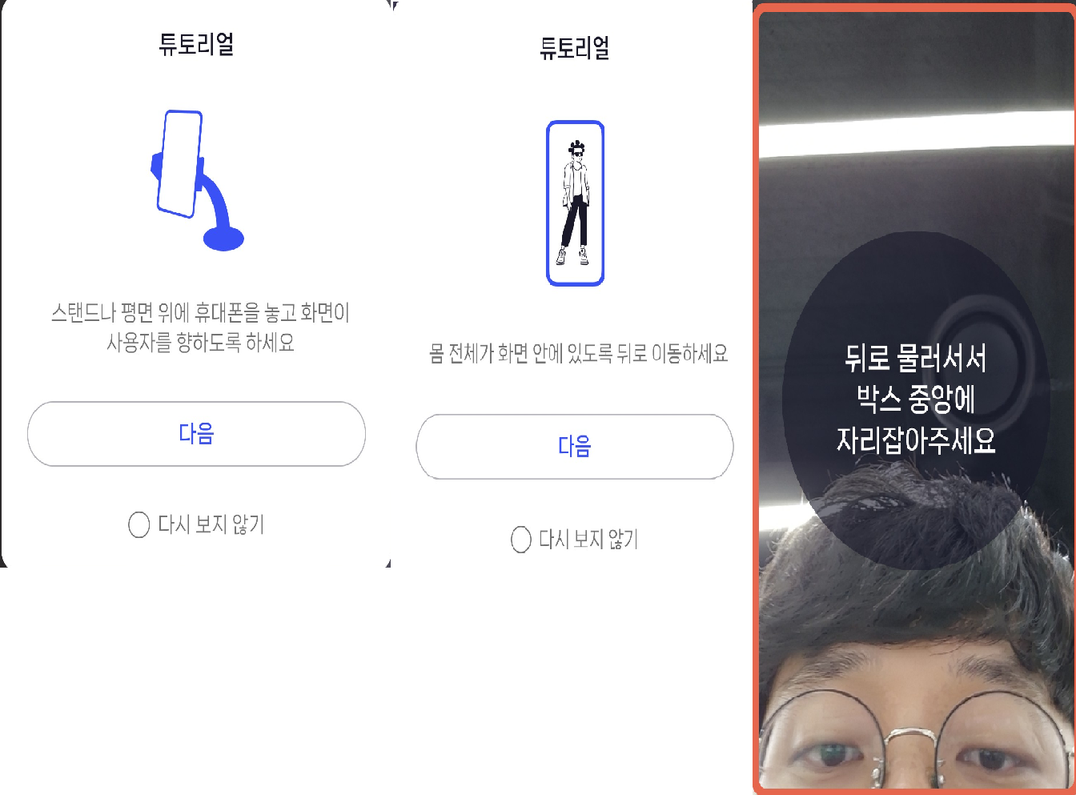 튜토리얼
스탠드나 평면 위에 휴대폰을 놓고 화면이
사용자를 향하도록 하세요
다음
다시 보지 않기
튜토리얼
몸 전체가 화면 안에 있도록 뒤로 이동하세요
다음
다시 보지 않기
뒤로 물러서서
박스 중앙에
자리잡아주세요